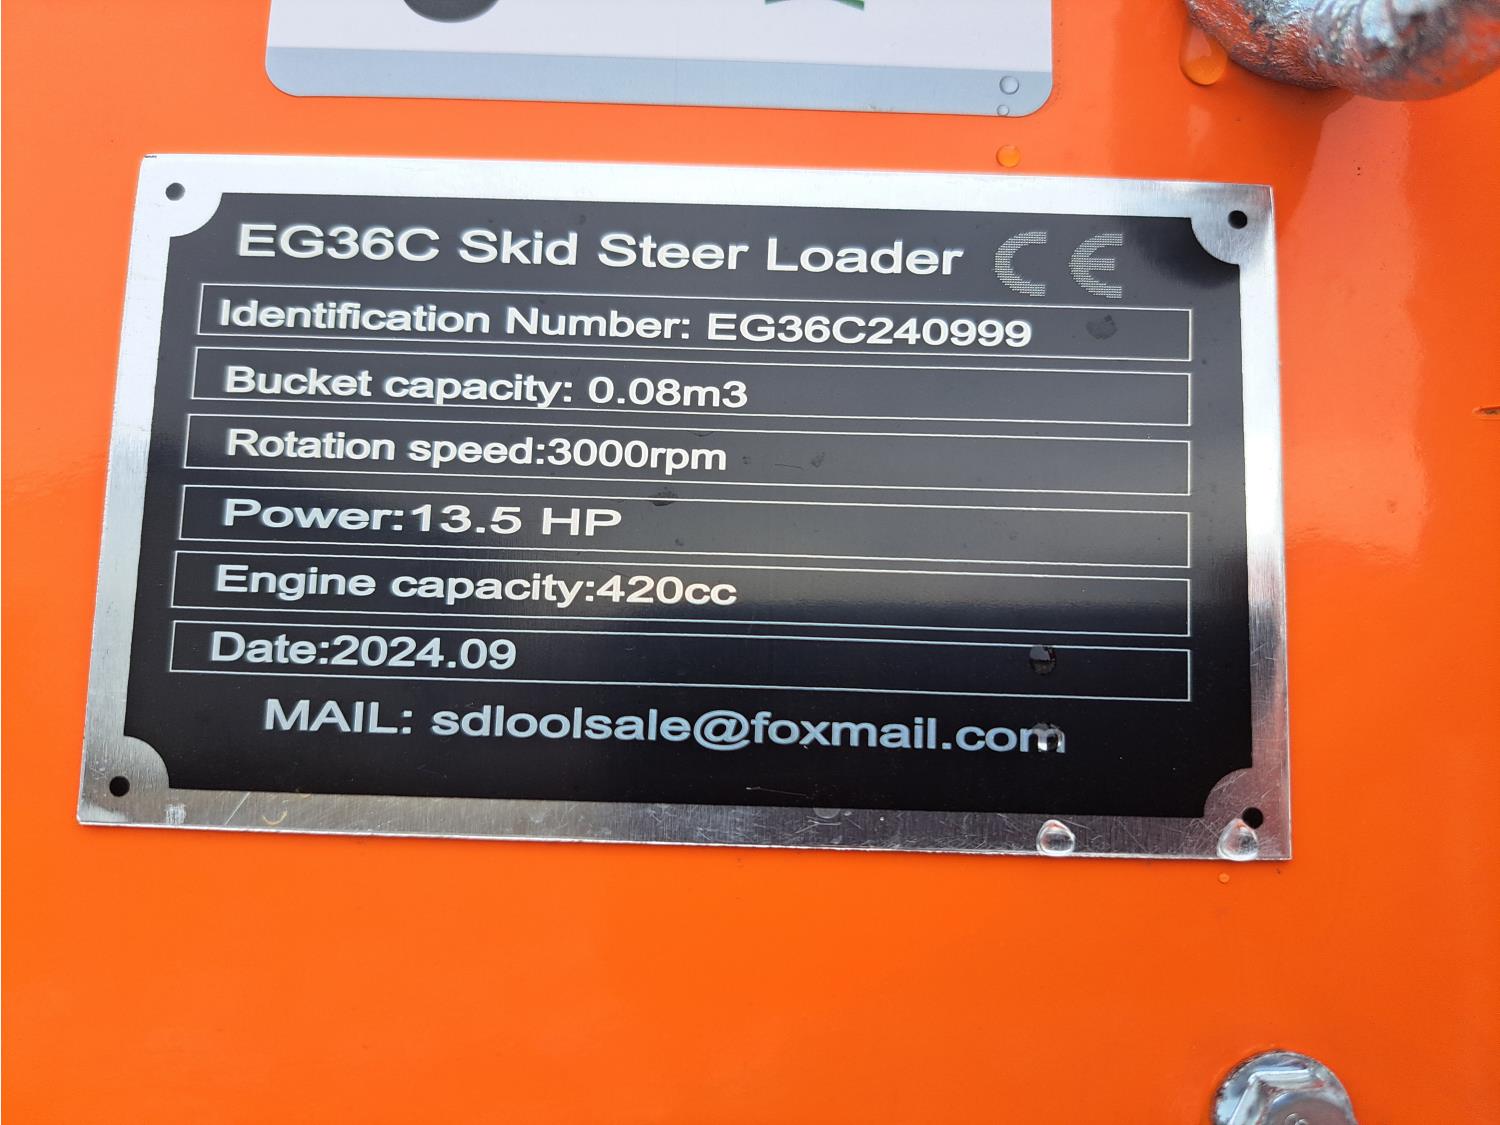 EG36C Skid Steer Loader CE
Identification Number: EG36C240999
Bucket capacity: 0.08m3
Rotation speed:3000rpm
Power:13.5 HP
Engine capacity:420cc
Date:2024.09
MAIL: sdloolsale@foxmail.com